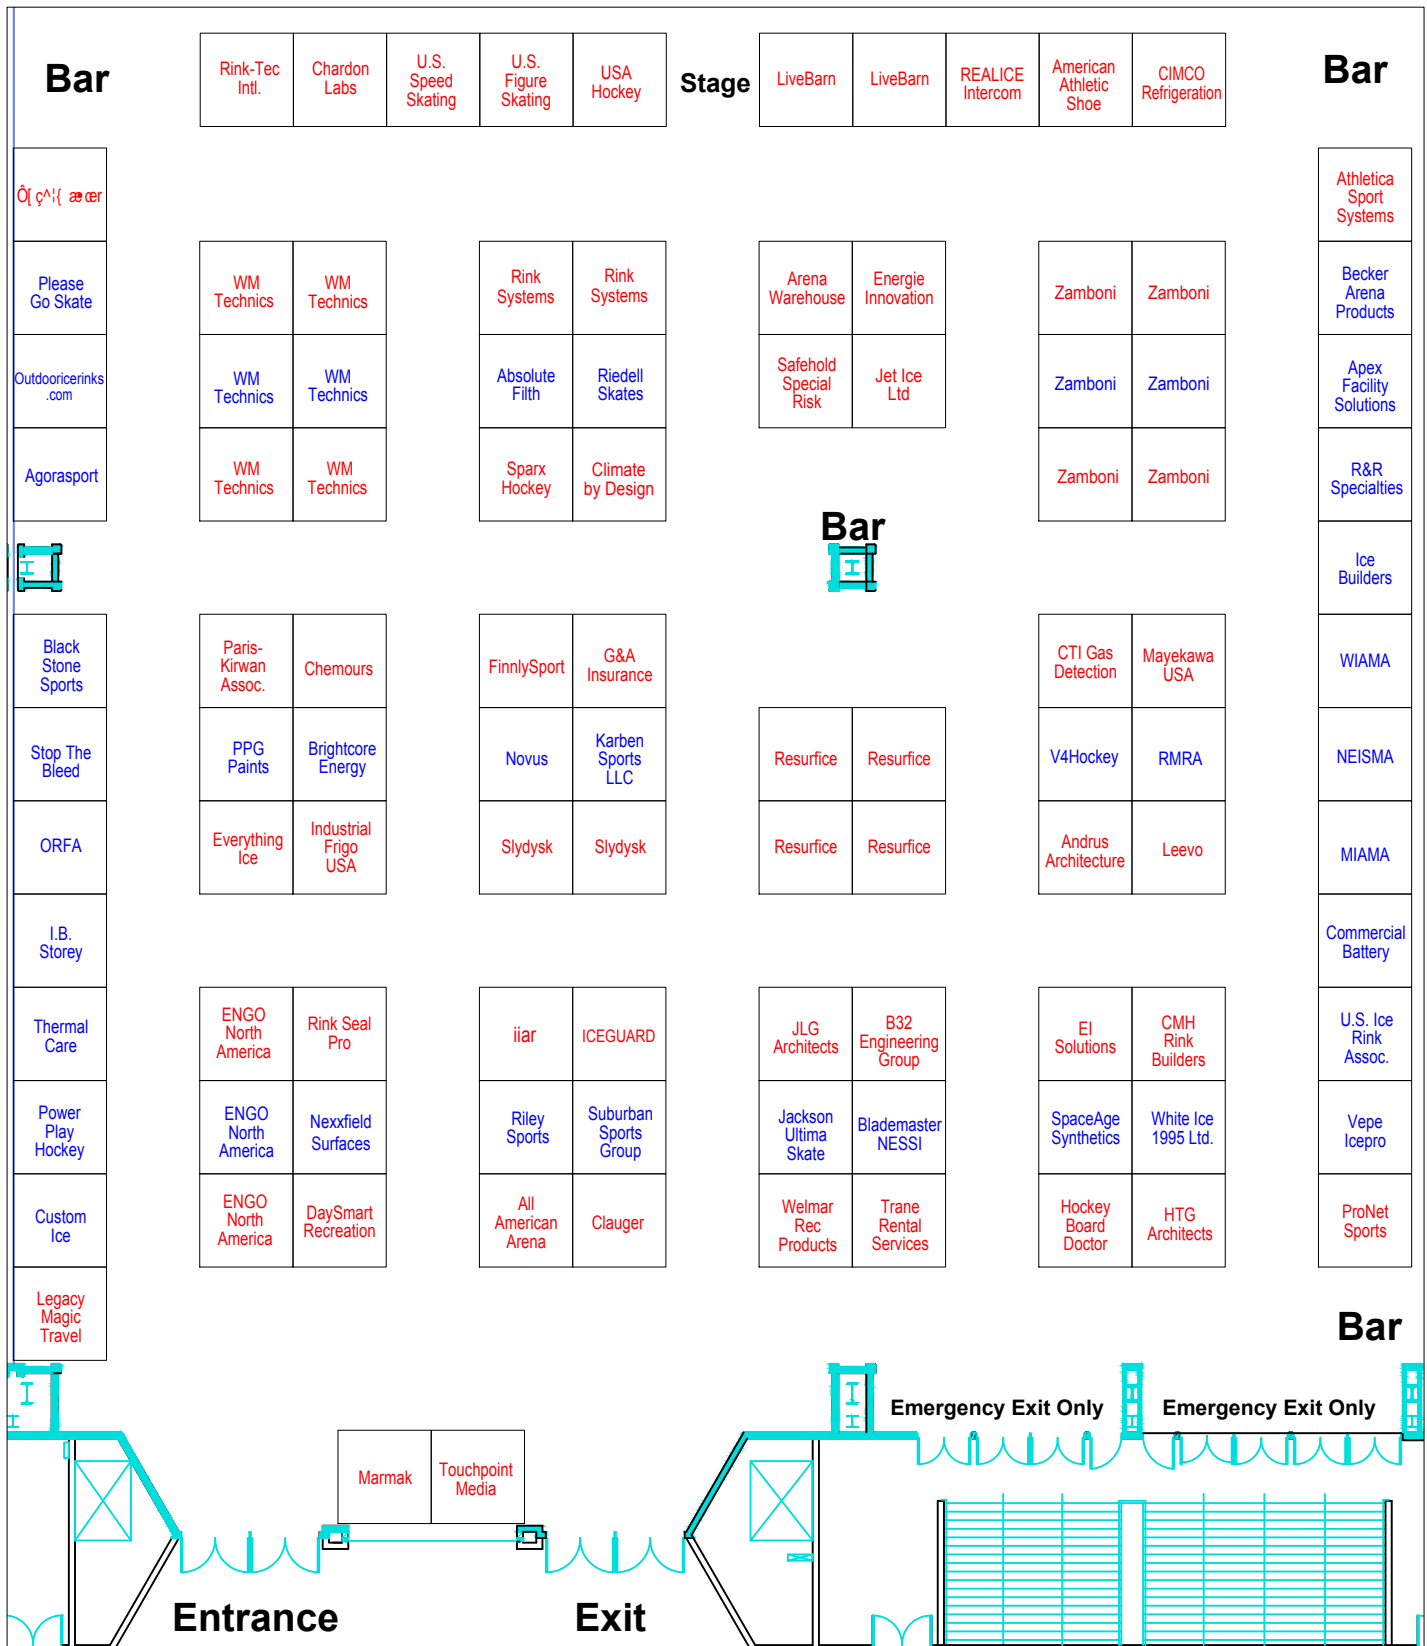 Bar
Rink-Tec
Intl.
Chardon
Labs
U.S.
Speed
Skating
U.S.
Figure
Skating
USA
Hockey
Stage
LiveBarn
LiveBarn
REALICE
Intercom
American
Athletic
Shoe
CIMCO
Refrigeration
Bar
Athletica
Sport
Systems
Please
Go Skate
WM
Technics
WM
Technics
Rink
Systems
Rink
Systems
Arena
Warehouse
Energie
Innovation
Zamboni
Zamboni
Becker
Arena
Products
Outdooricerinks
.com
WM
Technics
WM
Technics
Absolute
Filth
Riedell
Skates
Safehold
Special
Risk
Jet Ice
Ltd
Zamboni
Zamboni
Apex
Facility
Solutions
Agorasport
WM
Technics
WM
Technics
Sparx
Hockey
Climate
by Design
Zamboni
Zamboni
R&R
Specialties
Bar
Ice
Builders
Black
Stone
Sports
Paris-
Kirwan
Assoc.
Chemours
FinnlySport
G&A
Insurance
CTI Gas
Detection
Mayekawa
USA
WIAMA
Stop The
Bleed
PPG
Paints
Brightcore
Energy
Novus
Karben
Sports
LLC
Resurfice
Resurfice
V4Hockey
RMRA
NEISMA
ORFA
Everything
Ice
Industrial
Frigo
USA
Slydysk
Slydysk
Resurfice
Resurfice
Andrus
Architecture
Leevo
MIAMA
I.B.
Storey
Commercial
Battery
Thermal
Care
ENGO
North
America
Rink Seal
Pro
iiar
ICEGUARD
JLG
Architects
B32
Engineering
Group
EI
Solutions
CMH
Rink
Builders
U.S. Ice
Rink
Assoc.
Power
Play
Hockey
ENGO
North
America
Nexxfield
Surfaces
Riley
Sports
Suburban
Sports
Group
Jackson
Ultima
Skate
Blademaster
NESSI
SpaceAge
Synthetics
White Ice
1995 Ltd.
Vepe
Icepro
Custom
Ice
ENGO
North
America
DaySmart
Recreation
All
American
Arena
Clauger
Welmar
Rec
Products
Trane
Rental
Services
Hockey
Board
Doctor
HTG
Architects
ProNet
Sports
Legacy
Magic
Travel
Bar
Emergency Exit Only
Emergency Exit Only
Marmak
Touchpoint
Media
Entrance
Exit